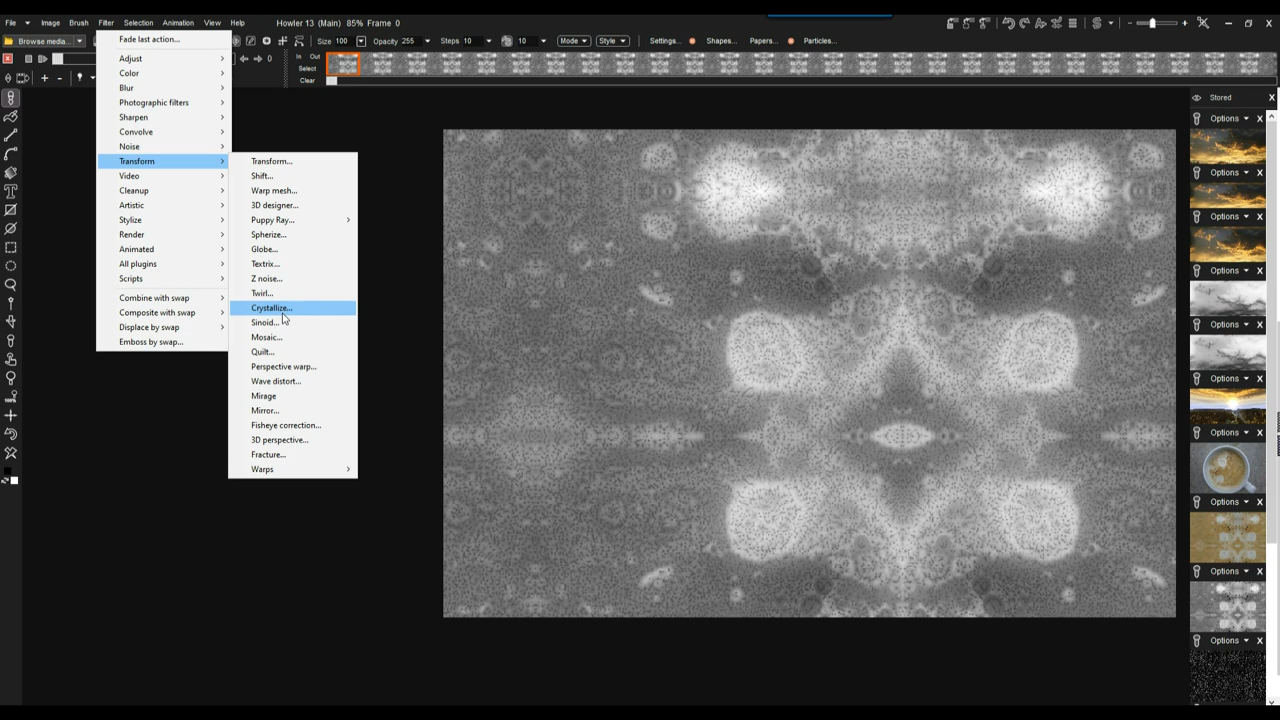 File Image Brush Filter Selection Animation View Help Howler 13 (Main) 85% Frame 0
Browse media... Size 100 Opacity 255 Steps 10 10 Mode Style Settings... Shapes... Papers... Particles...
In Out
Select
Clear
0
Fade last action...
Adjust
Color
Blur
Photographic filters
Sharpen
Convolve
Noise
Transform
Video
Cleanup
Artistic
Stylize
Render
Animated
All plugins
Scripts
Combine with swap
Composite with swap
Displace by swap
Emboss by swap...
Transform...
Shift...
Warp mesh...
3D designer...
Puppy Ray...
Spherize...
Globe...
Textrix...
Z noise...
Twirl...
Crystallize...
Sinoid...
Mosaic...
Quilt...
Perspective warp...
Wave distort...
Mirage
Mirror...
Fisheye correction...
3D perspective...
Fracture...
Warps
Stored X
Options X
Options X
Options X
Options X
Options X
Options X
Options X
Options X
Options X
Options X
100%